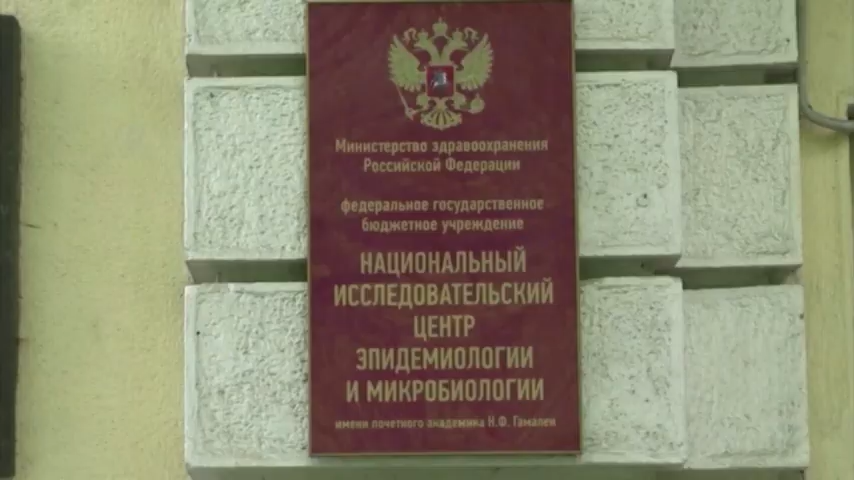 Министерство здравоохранения
Российской Федерации
федеральное государственное
бюджетное учреждение
НАЦИОНАЛЬНЫЙ
ИССЛЕДОВАТЕЛЬСКИЙ
ЦЕНТР
ЭПИДЕМИОЛОГИИ
И МИКРОБИОЛОГИИ
имени почетного академика Н.Ф. Гамалеи